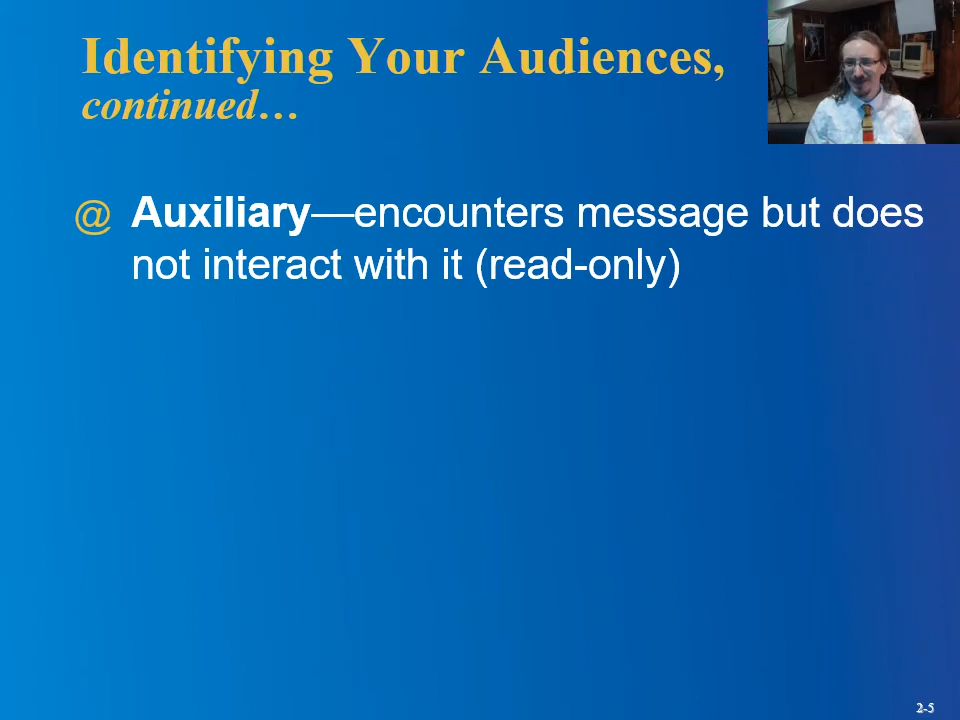 Identifying Your Audiences,
continued…
@ Auxiliary—encounters message but does
not interact with it (read-only)
2-5